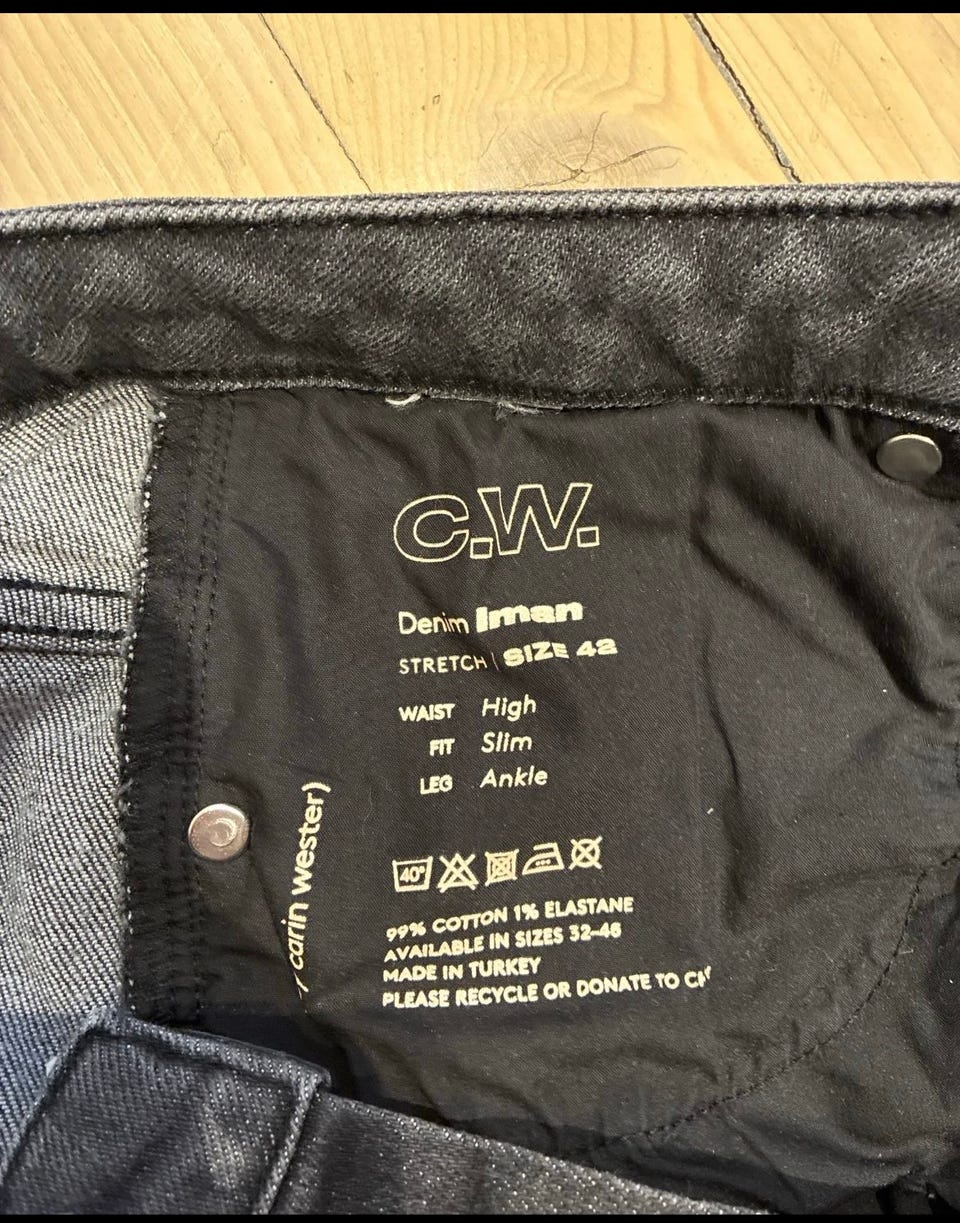 C.W.
Denim Iman
STRETCH | SIZE 42
WAIST High
FIT Slim
LEG Ankle
40°
99% COTTON 1% ELASTANE
AVAILABLE IN SIZES 32–46
MADE IN TURKEY
PLEASE RECYCLE OR DONATE TO
carin wester)